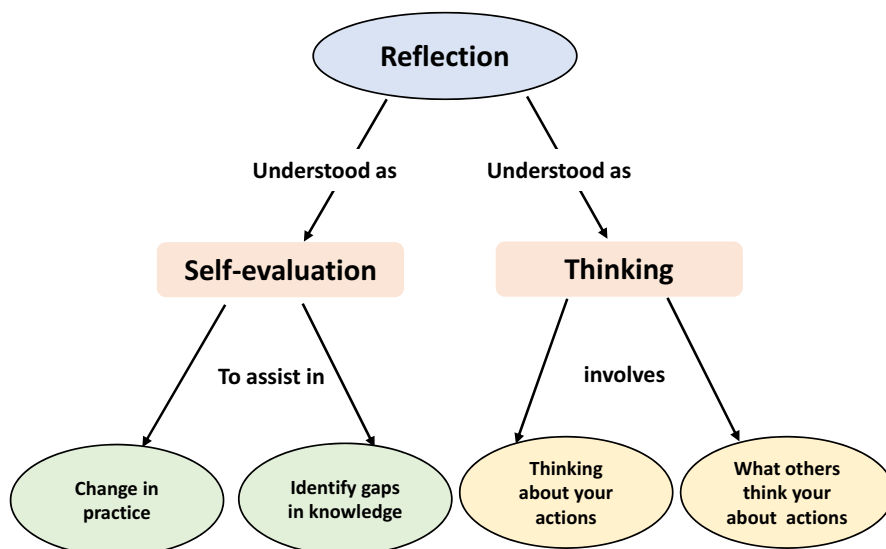 Reflection
Understood as
Understood as
Self-evaluation
Thinking
To assist in
involves
Change in
practice
Identify gaps
in knowledge
Thinking
about your
actions
What others
think your
about actions